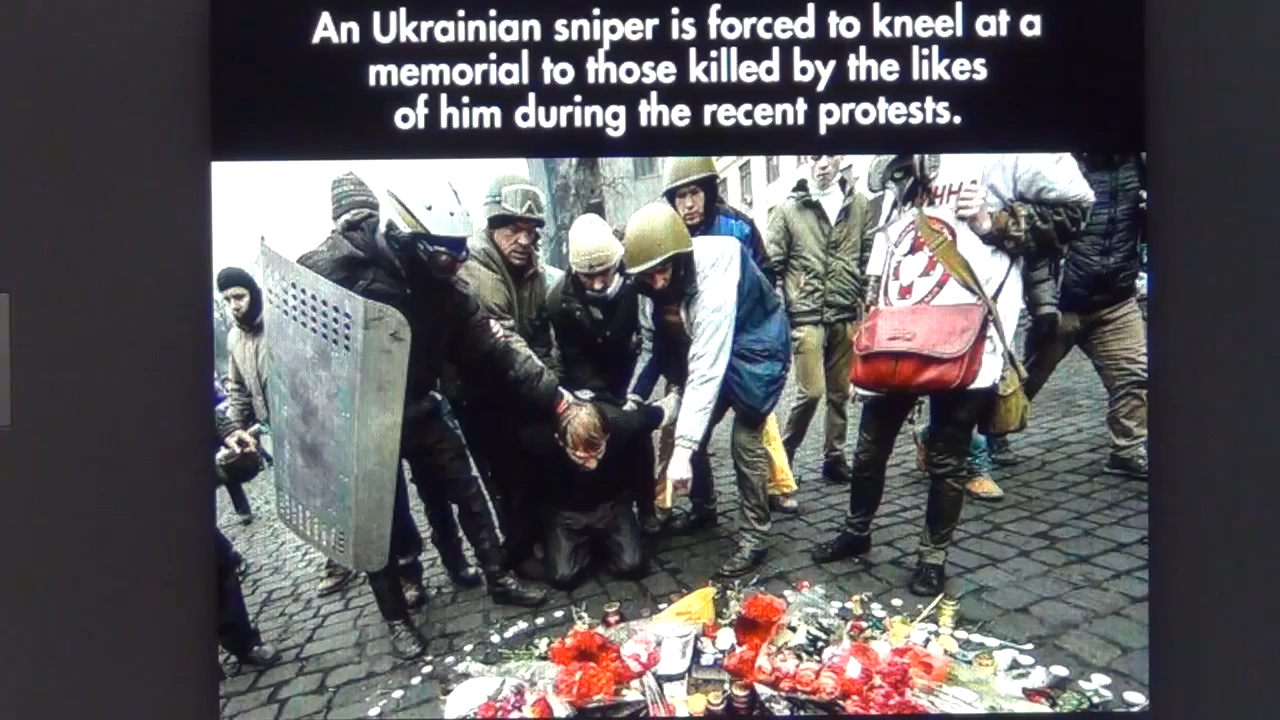 An Ukrainian sniper is forced to kneel at a
memorial to those killed by the likes
of him during the recent protests.